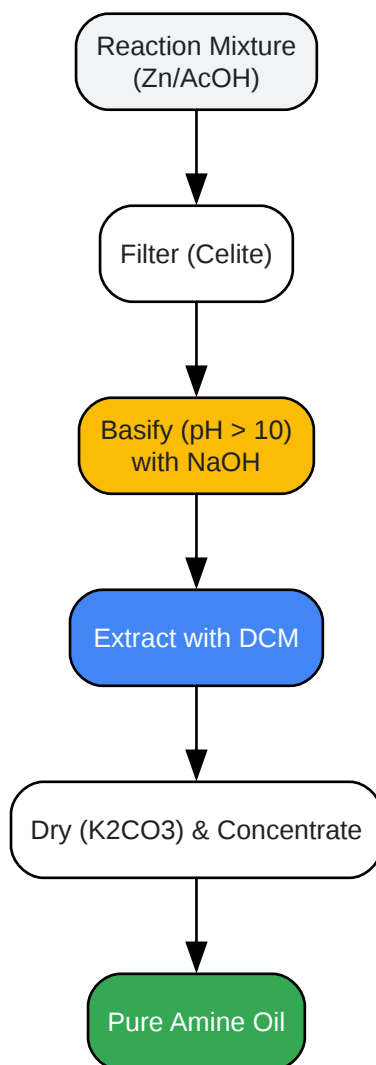 Reaction Mixture
(Zn/AcOH)
Filter (Celite)
Basify (pH > 10)
with NaOH
Extract with DCM
Dry (K2CO3) & Concentrate
Pure Amine Oil